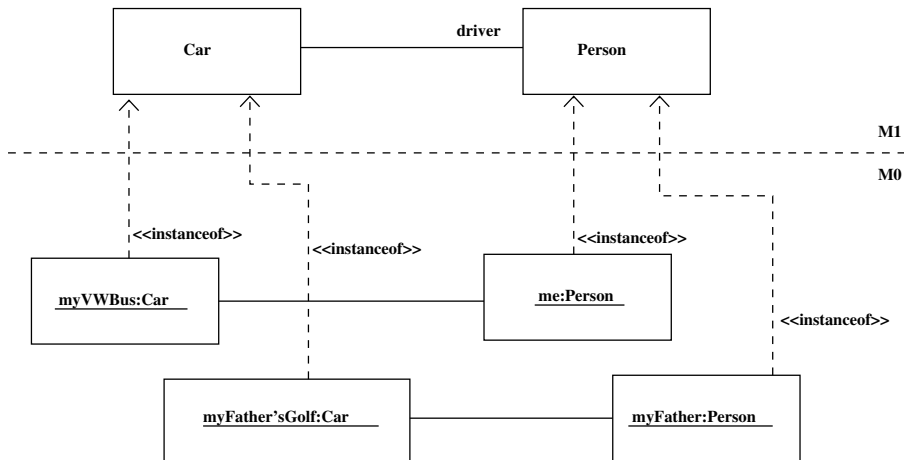 driver
Car
Person
M1
M0
<<instanceof>>
<<instanceof>>
<<instanceof>>
myVWBus:Car
me:Person
<<instanceof>>
myFather'sGolf:Car
myFather:Person